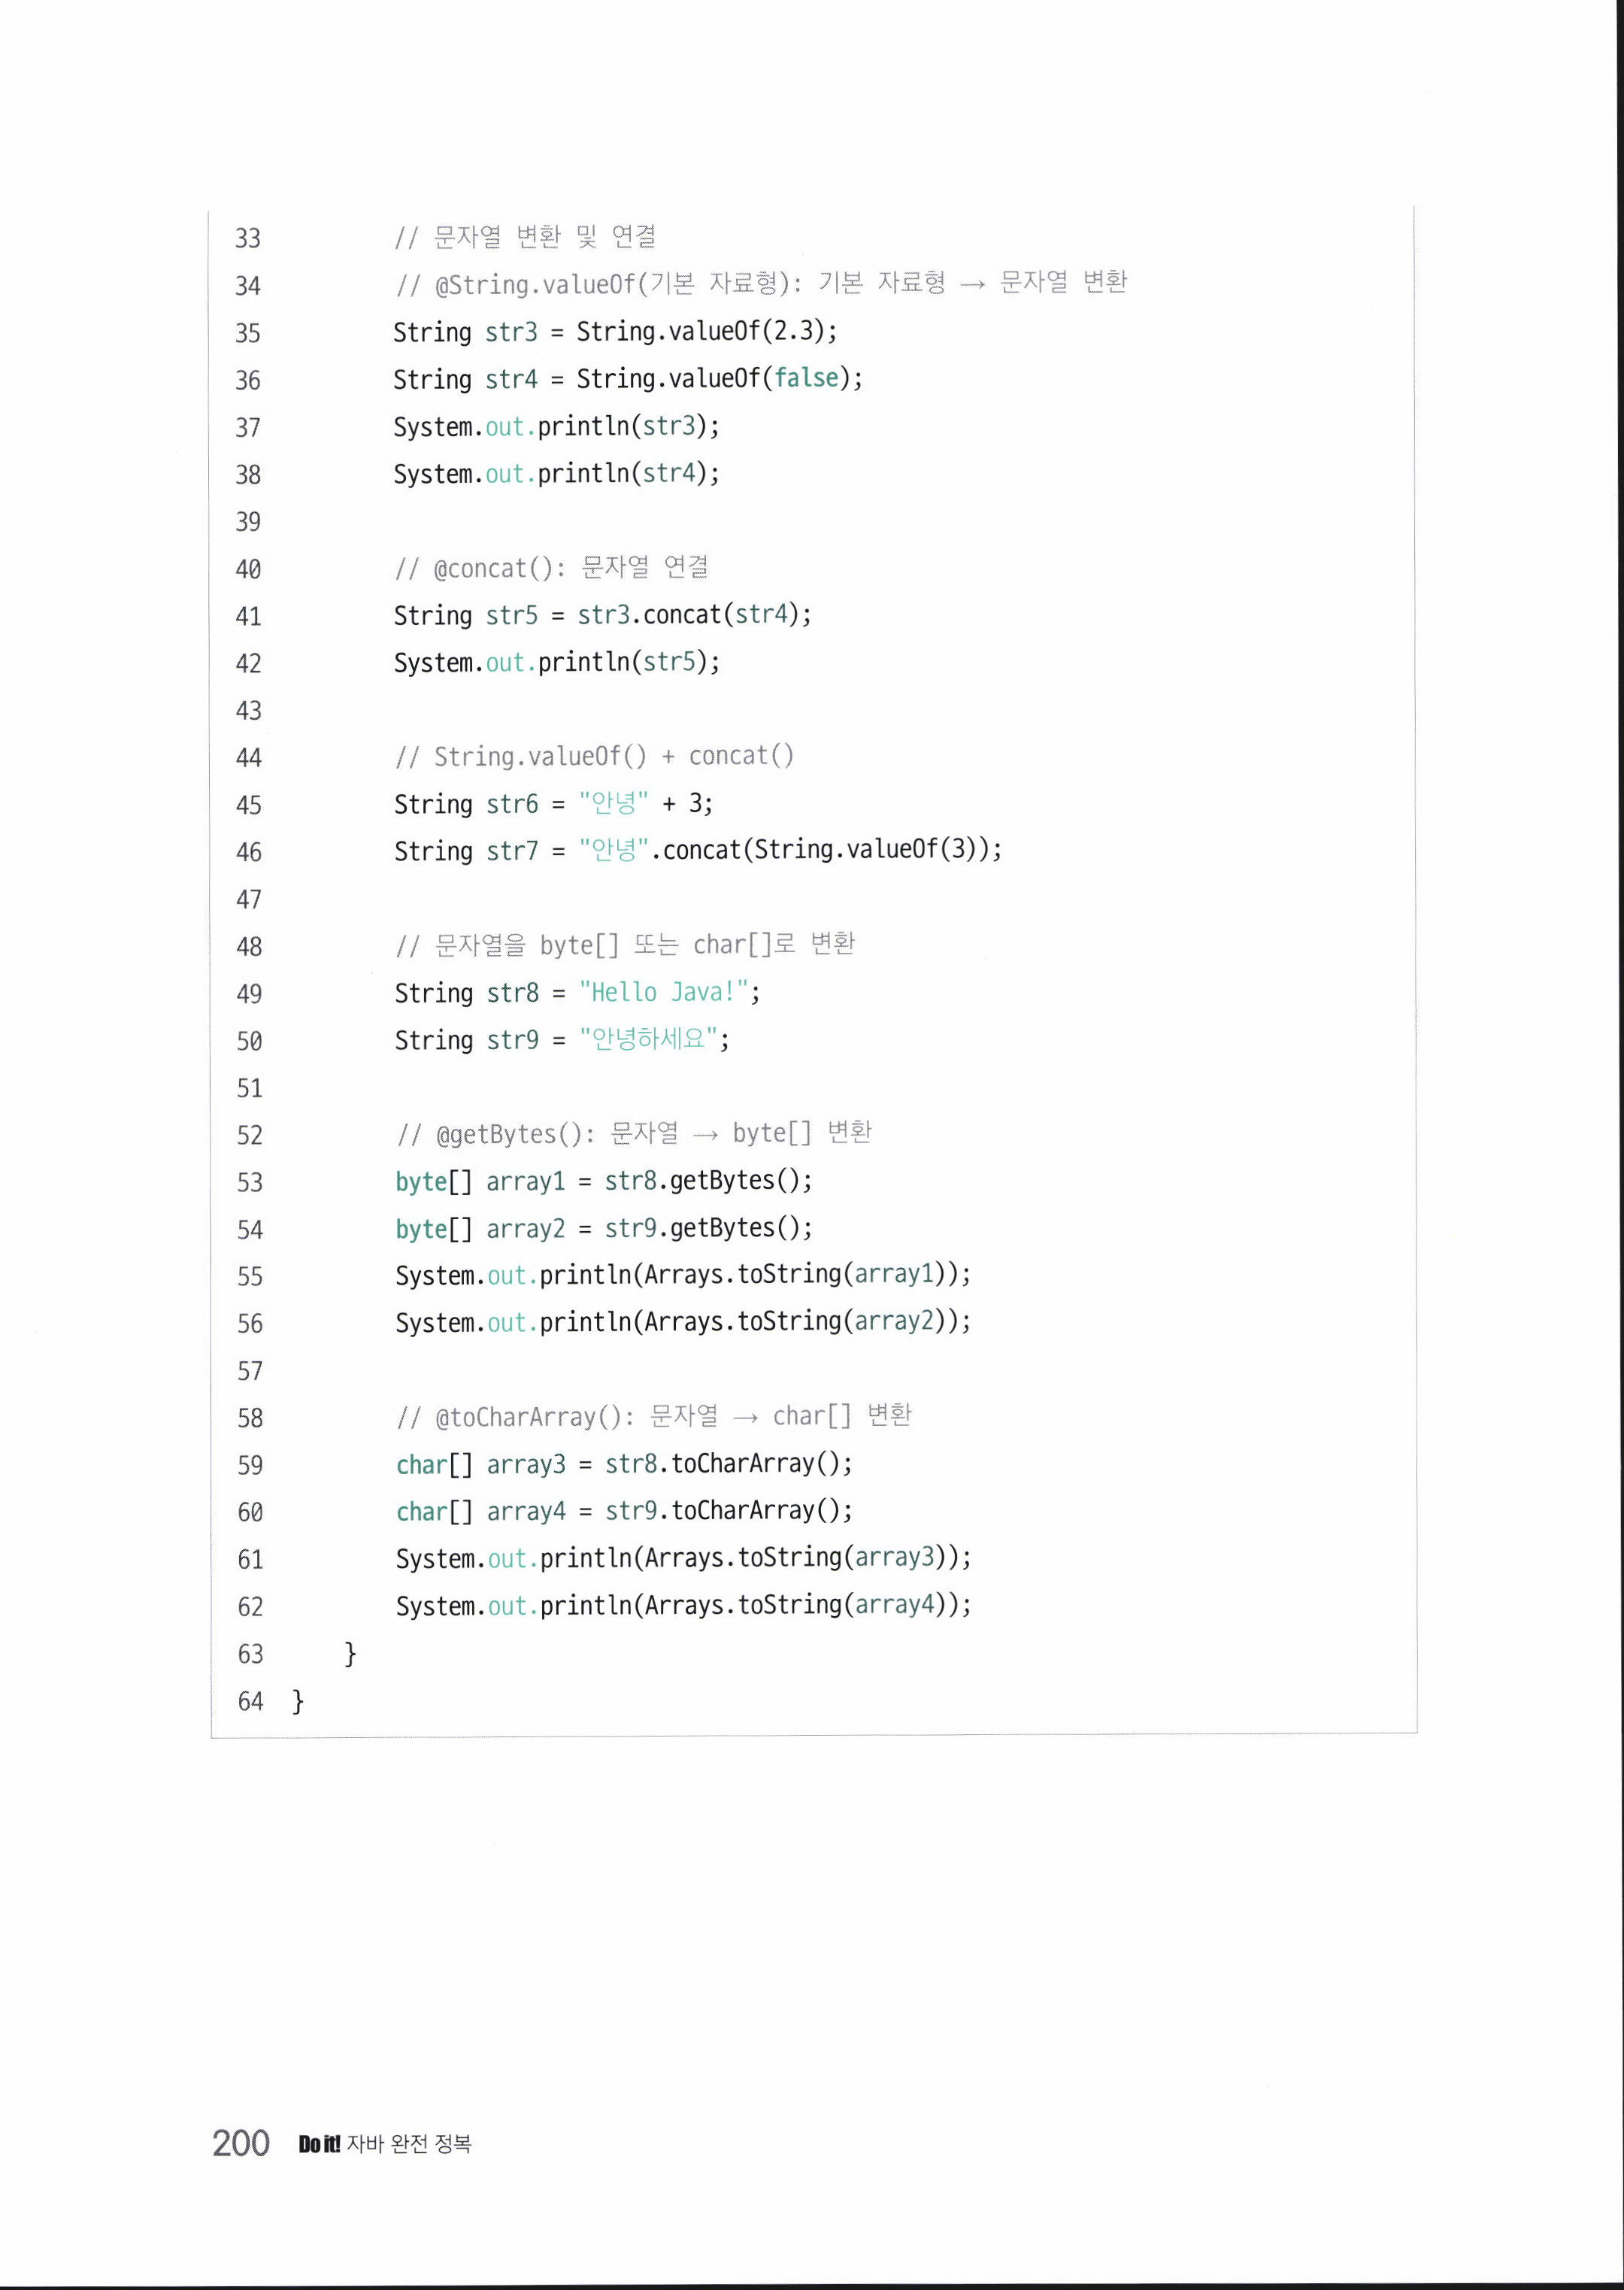 33 // 문자열 변환 및 연결
34 // @String.valueOf(기본 자료형): 기본 자료형 → 문자열 변환
35 String str3 = String.valueOf(2.3);
36 String str4 = String.valueOf(false);
37 System.out.println(str3);
38 System.out.println(str4);
39
40 // @concat(): 문자열 연결
41 String str5 = str3.concat(str4);
42 System.out.println(str5);
43
44 // String.valueOf() + concat()
45 String str6 = "안녕" + 3;
46 String str7 = "안녕".concat(String.valueOf(3));
47
48 // 문자열을 byte[] 또는 char[]로 변환
49 String str8 = "Hello Java!";
50 String str9 = "안녕하세요";
51
52 // @getBytes(): 문자열 → byte[] 변환
53 byte[] array1 = str8.getBytes();
54 byte[] array2 = str9.getBytes();
55 System.out.println(Arrays.toString(array1));
56 System.out.println(Arrays.toString(array2));
57
58 // @toCharArray(): 문자열 → char[] 변환
59 char[] array3 = str8.toCharArray();
60 char[] array4 = str9.toCharArray();
61 System.out.println(Arrays.toString(array3));
62 System.out.println(Arrays.toString(array4));
63 }
64 }
200 Do it! 자바 완전 정복